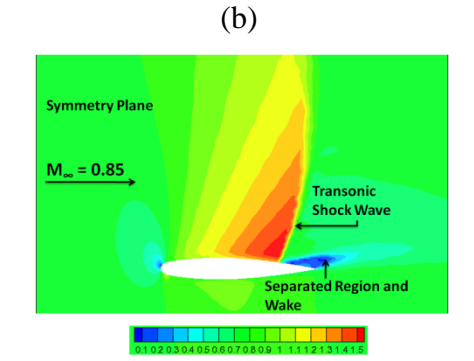 (b)
Symmetry Plane
M∞ = 0.85
Transonic
Shock Wave
Separated Region and
Wake
0.1 0.2 0.3 0.4 0.5 0.6 0.7 0.8 0.9 1 1.1 1.2 1.3 1.4 1.5